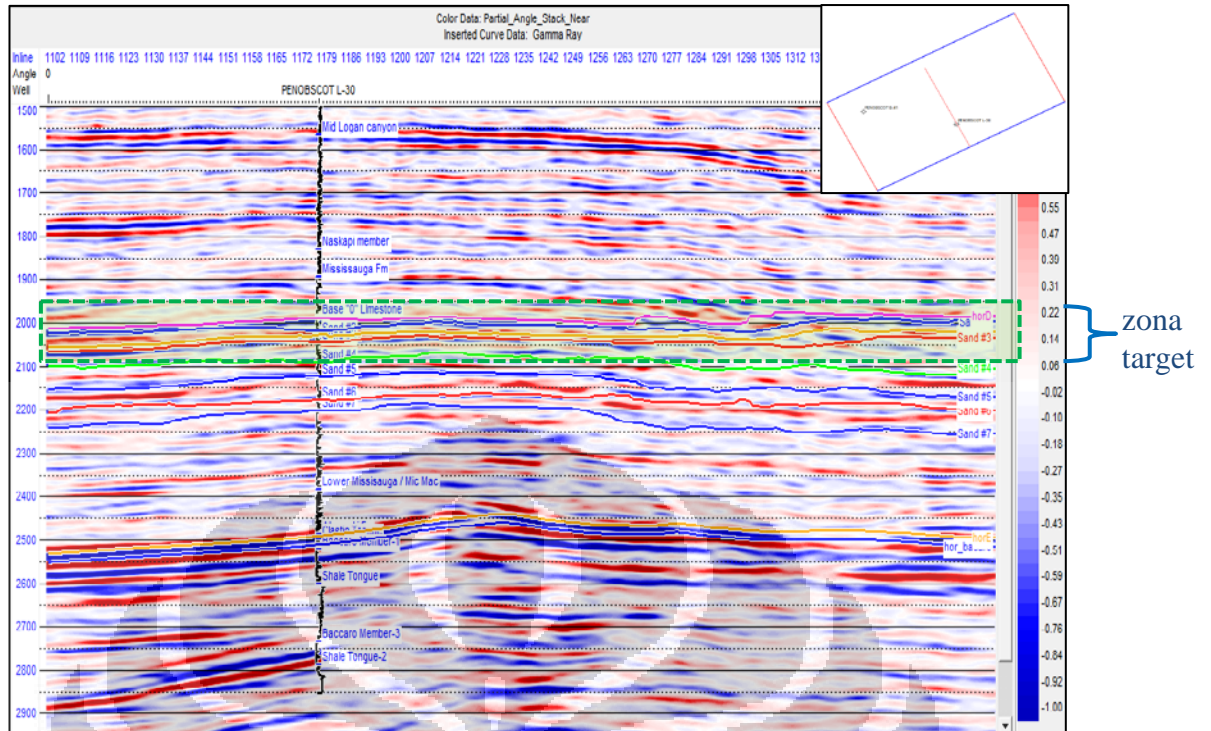 Color Data: Partial_Angle_Stack_Near
Inserted Curve Data: Gamma Ray
Inline 1102 1109 1116 1123 1130 1137 1144 1151 1158 1165 1172 1179 1186 1193 1200 1207 1214 1221 1228 1235 1242 1249 1256 1263 1270 1277 1284 1291 1298 1305 1312
Angle 0
Well PENOBSCOT L-30
1500
Mid Logan canyon
1600
1700
1800
Naskapi member
Mississauga Fm
1900
Base "0" Limestone
2000
horD
Sand #3
Sand #4
2100
Sand #4
Sand #5
Sand #5
Sand #6
Sand #6
2200
Sand #7
Sand #7
2300
Lower Missisauga / Mic Mac
2400
2500
horE
Shale Tongue
2600
2700
Baccaro Member-3
Shale Tongue-2
2800
2900
PENOBSCOT L-30
0.55
0.47
0.39
0.31
0.22
0.14
0.06
-0.02
-0.10
-0.18
-0.27
-0.35
-0.43
-0.51
-0.59
-0.67
-0.76
-0.84
-0.92
-1.00
zona
target